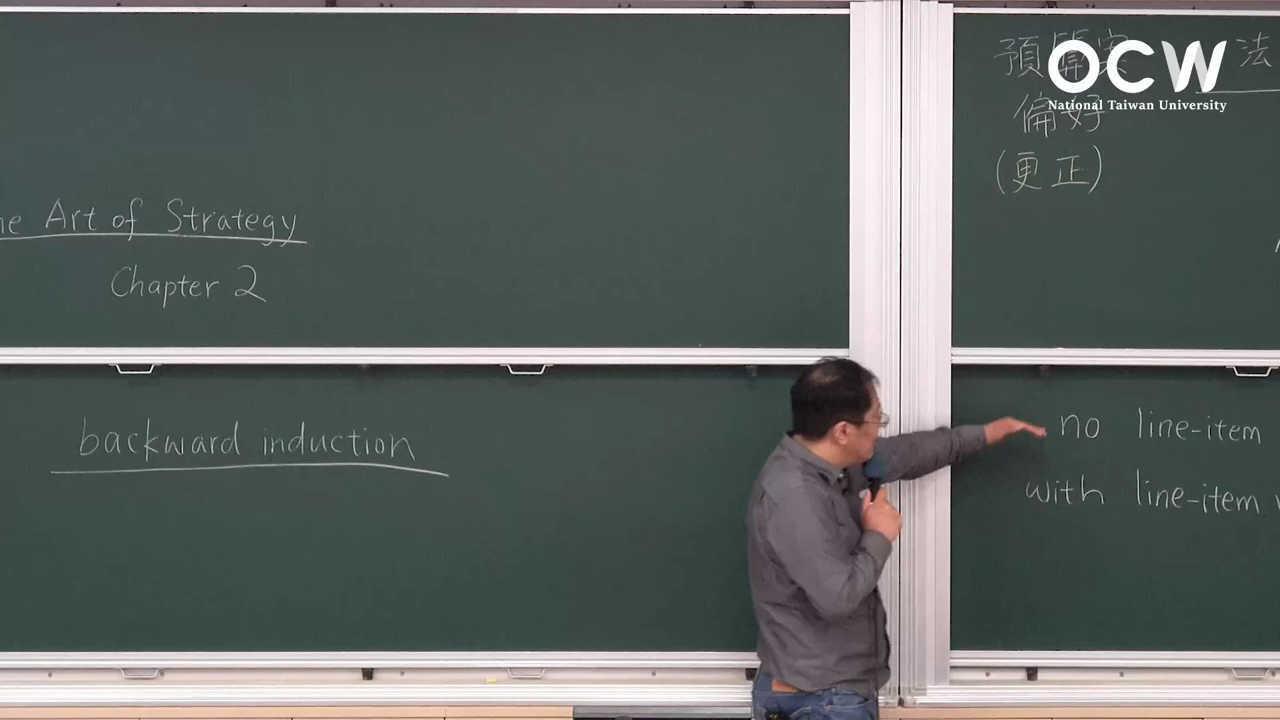 he Art of Strategy
Chapter 2
backward induction
預算案
法
偏好
(更正)
no line-item
with line-item
OCW
National Taiwan University